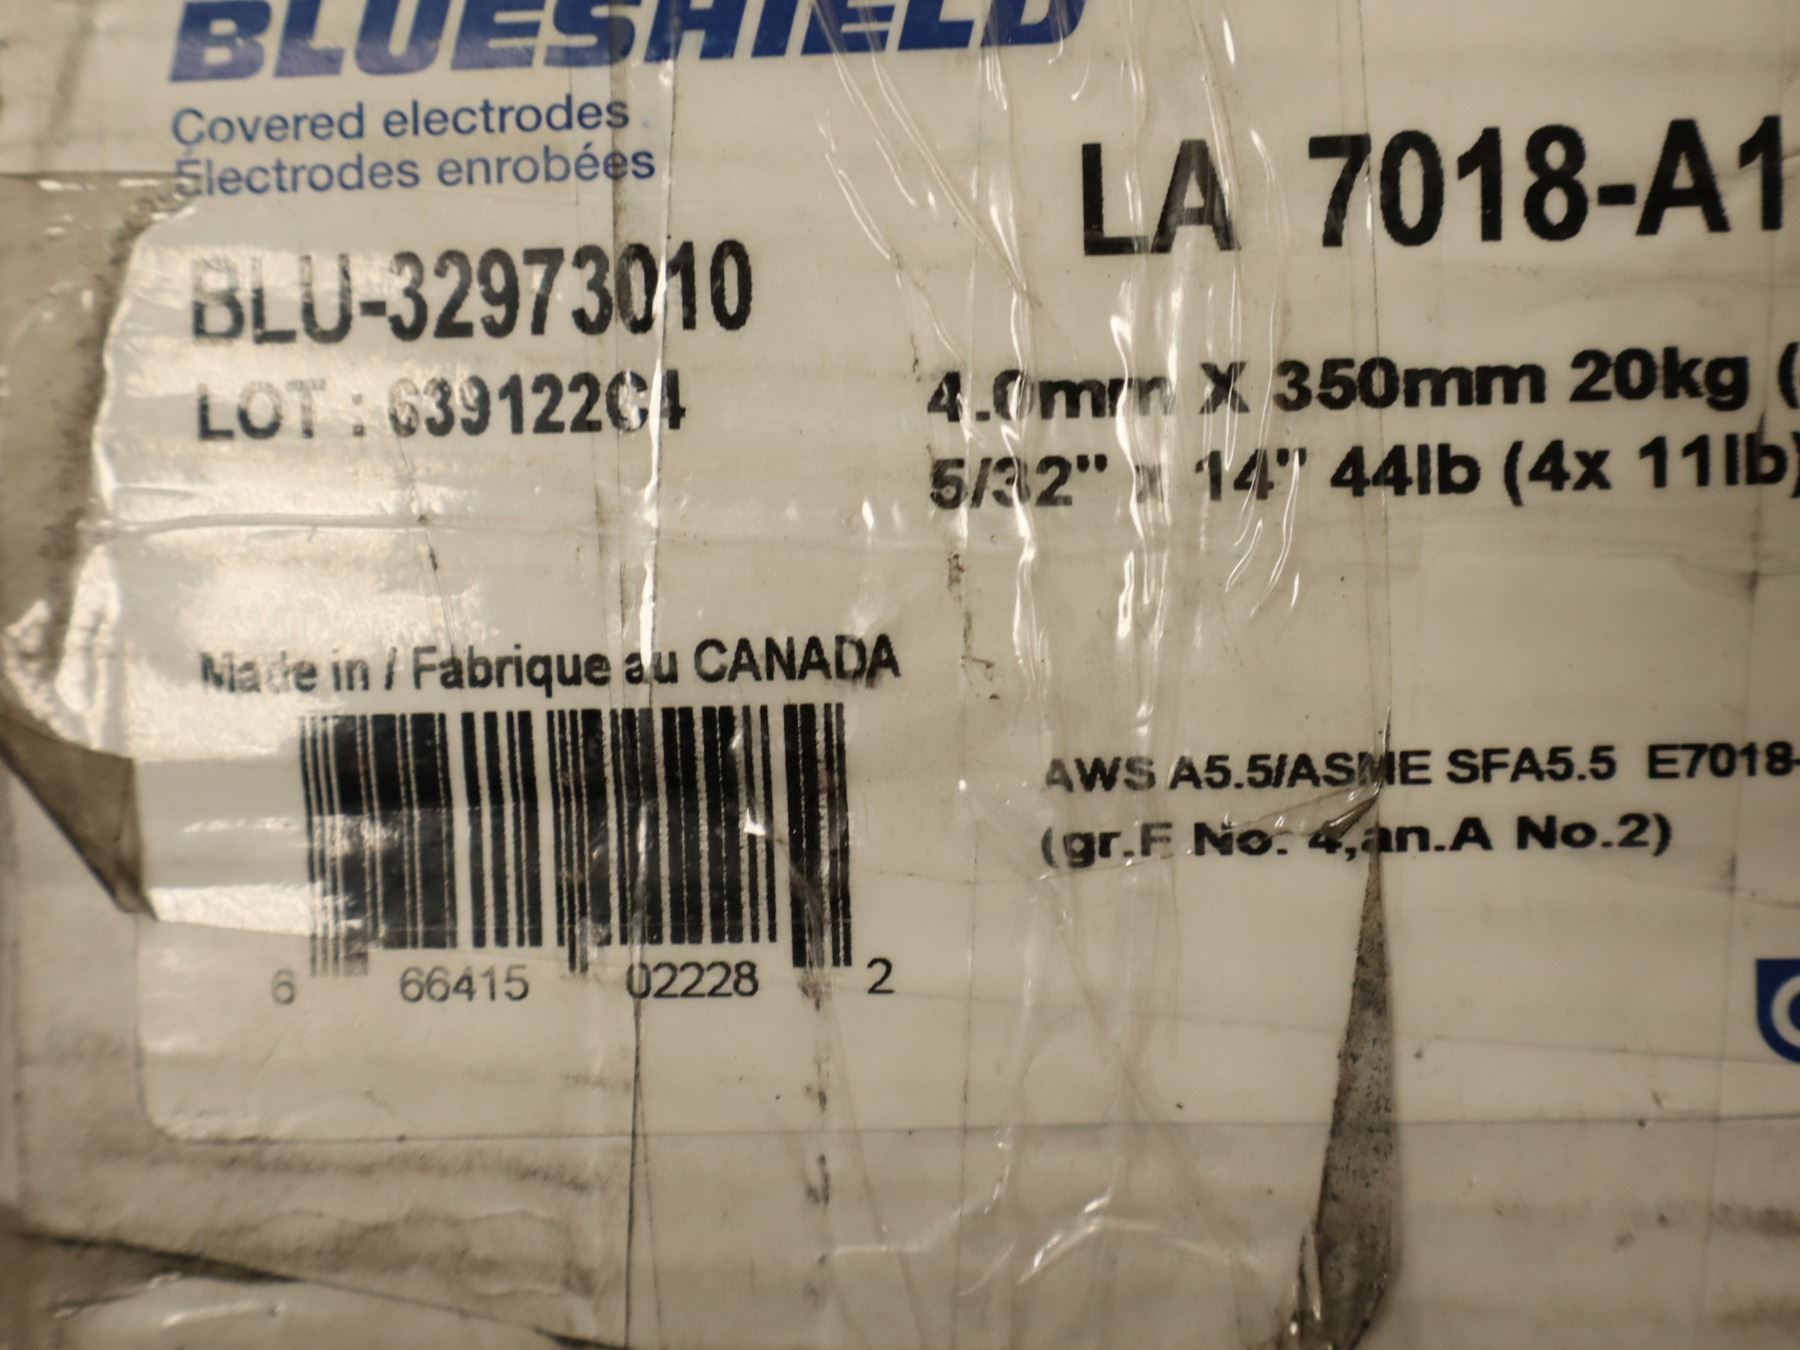 BLUESHIELD
Covered electrodes
Électrodes enrobées
LA 7018-A1
BLU-32973010
LOT : 639122G4
4.0mm X 350mm 20kg (
5/32" x 14" 44lb (4x 11lb)
Made in / Fabrique au CANADA
AWS A5.5/ASME SFA5.5 E7018-
(gr.F No. 4,an.A No.2)
6 66415 02228 2